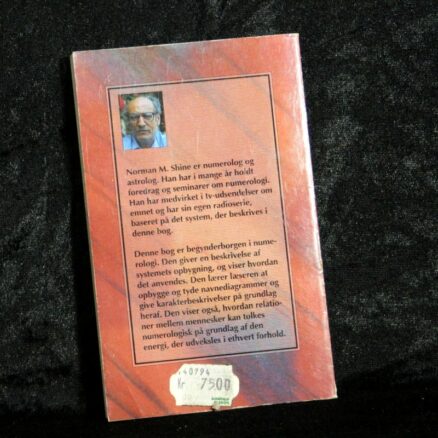 Norman M. Shine er numerolog og
astrolog. Han har i mange år holdt
foredrag og seminarer om numerologi.
Han har medvirket i tv-udsendelser om
emnet og har sin egen radioserie,
baseret på det system, der beskrives i
denne bog.
Denne bog er begynderborgen i nume-
rologi. Den giver en beskrivelse af
systemets opbygning, og viser hvordan
det anvendes. Den lærer læseren at
opbygge og tyde navnediagrammer og
give karakterbeskrivelser på grundlag
heraf. Den viser også, hvordan relatio-
ner mellem mennesker kan tolkes
numerologisk på grundlag af den
energi, der udveksles i ethvert forhold.
40794
Kr 7500